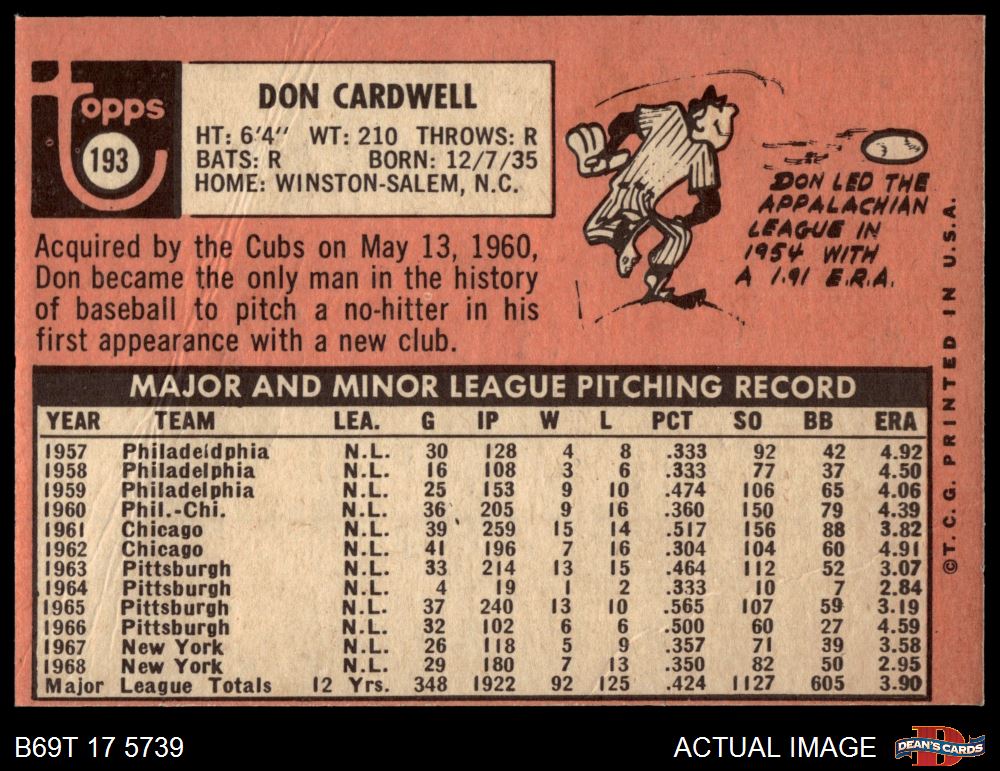 topps
193
DON CARDWELL
HT: 6'4" WT: 210 THROWS: R
BATS: R BORN: 12/7/35
HOME: WINSTON-SALEM, N.C.
Acquired by the Cubs on May 13, 1960,
Don became the only man in the history
of baseball to pitch a no-hitter in his
first appearance with a new club.
DON LED THE
APPALACHIAN
LEAGUE IN
1954 WITH
A 1.91 E.R.A.
MAJOR AND MINOR LEAGUE PITCHING RECORD
YEAR TEAM LEA. G IP W L PCT SO BB ERA
1957 Philadeldphia N.L. 30 128 4 8 .333 92 42 4.92
1958 Philadelphia N.L. 16 108 3 6 .333 77 37 4.50
1959 Philadelphia N.L. 25 153 9 10 .474 106 65 4.06
1960 Phil.-Chi. N.L. 36 205 9 16 .360 150 79 4.39
1961 Chicago N.L. 39 259 15 14 .517 156 88 3.82
1962 Chicago N.L. 41 196 7 16 .304 104 60 4.91
1963 Pittsburgh N.L. 33 214 13 15 .464 112 52 3.07
1964 Pittsburgh N.L. 4 19 1 2 .333 10 7 2.84
1965 Pittsburgh N.L. 37 240 13 10 .565 107 59 3.19
1966 Pittsburgh N.L. 32 102 6 6 .500 60 27 4.59
1967 New York N.L. 26 118 5 9 .357 71 39 3.58
1968 New York N.L. 29 180 7 13 .350 82 50 2.95
Major League Totals 12 Yrs. 348 1922 92 125 .424 1127 605 3.90
©T. C. G. PRINTED IN U.S.A.
B69T 17 5739
ACTUAL IMAGE
DEAN'S CARDS